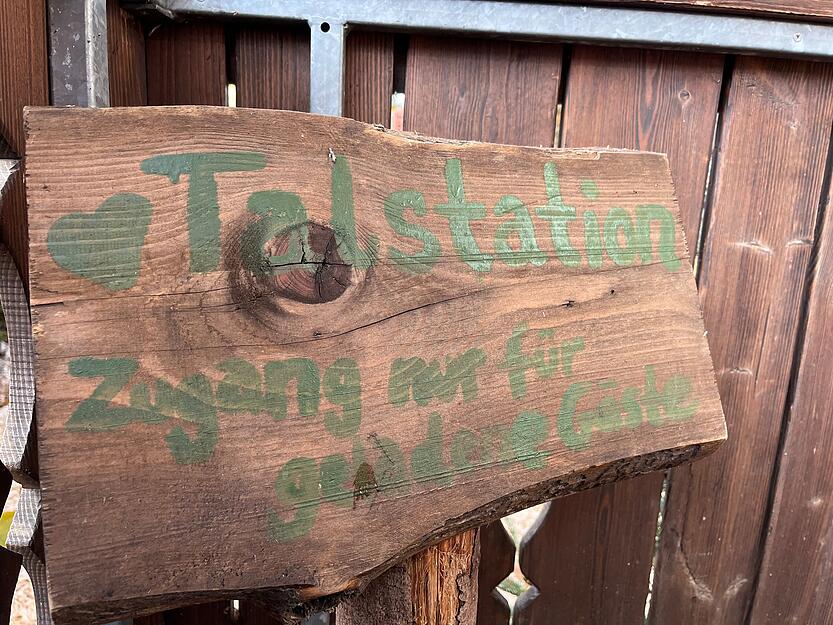 Talstation
Zugang nur für
geladene Gäste